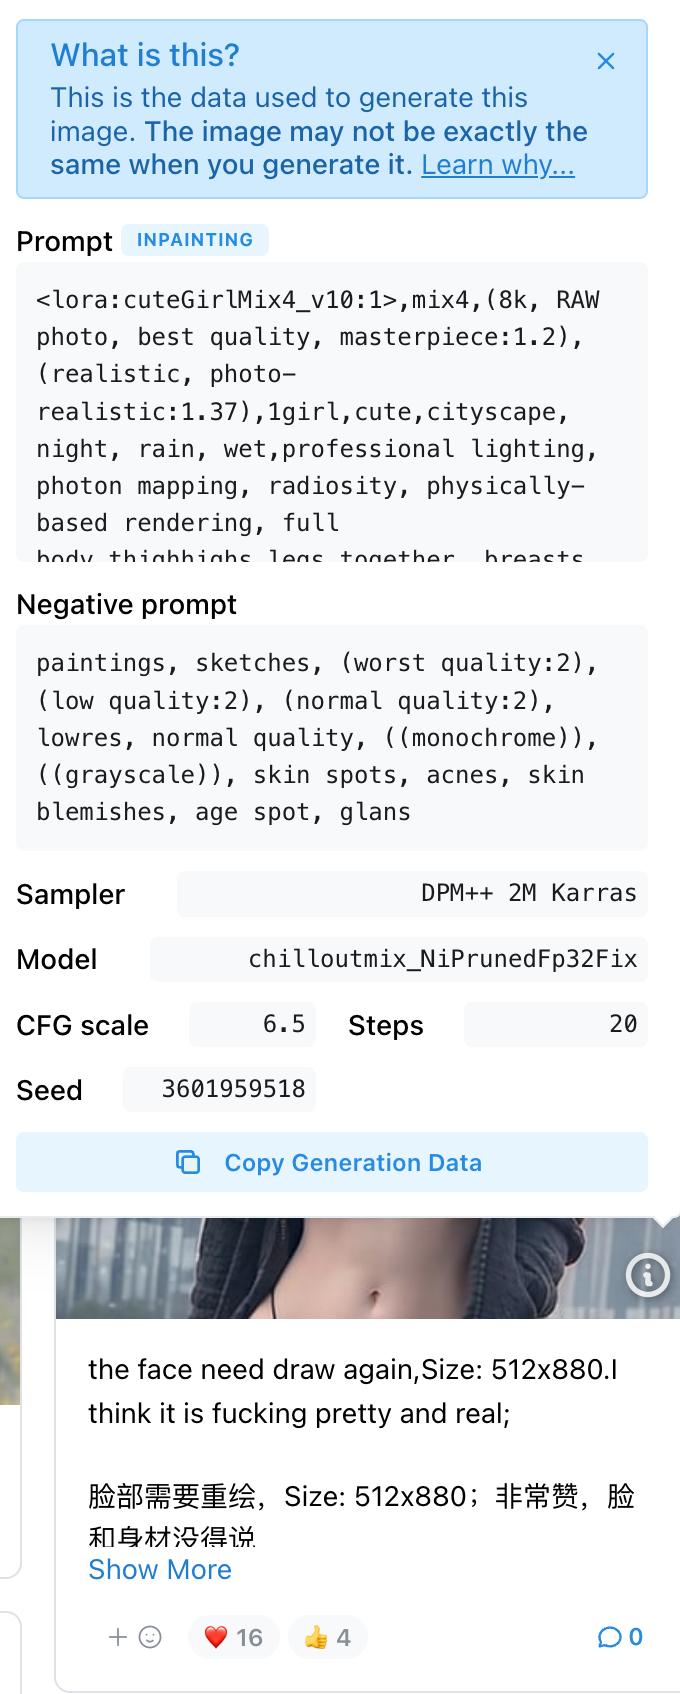 What is this?
This is the data used to generate this
image. The image may not be exactly the
same when you generate it. Learn why...
Prompt INPAINTING
<lora:cuteGirlMix4_v10:1>,mix4,(8k, RAW
photo, best quality, masterpiece:1.2),
(realistic, photo-
realistic:1.37),1girl,cute,cityscape,
night, rain, wet,professional lighting,
photon mapping, radiosity, physically-
based rendering, full
body,thighhighs,legs together, breasts
Negative prompt
paintings, sketches, (worst quality:2),
(low quality:2), (normal quality:2),
lowres, normal quality, ((monochrome)),
((grayscale)), skin spots, acnes, skin
blemishes, age spot, glans
Sampler DPM++ 2M Karras
Model chilloutmix_NiPrunedFp32Fix
CFG scale 6.5 Steps 20
Seed 3601959518
Copy Generation Data
the face need draw again,Size: 512x880.I
think it is fucking pretty and real;
脸部需要重绘，Size: 512x880；非常赞，脸
和身材没得说
Show More
❤️ 16 👍 4 0